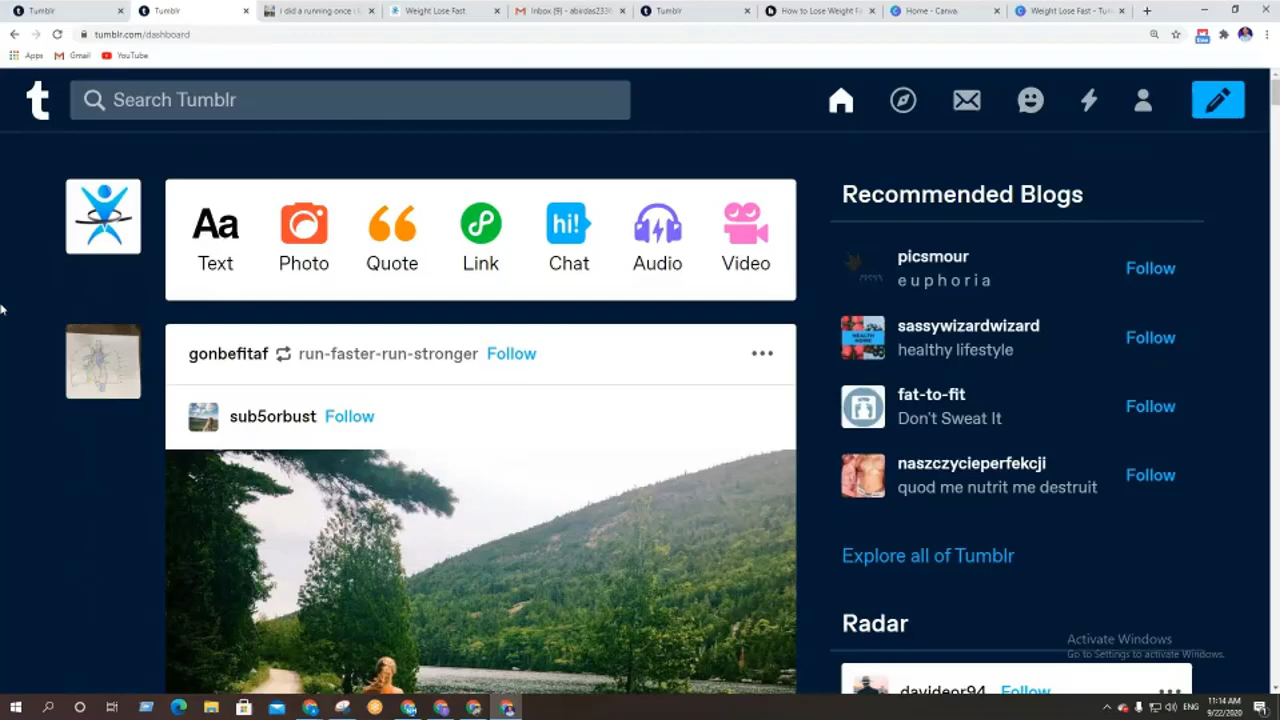 Tumblr
Tumblr
i did a running once i
Weight Lose Fast
Inbox (9) - abirdas233
Tumblr
How to Lose Weight F
Home - Canva
Weight Lose Fast - Tu
tumblr.com/dashboard
Apps
Gmail
YouTube
t
Search Tumblr
Aa
hi!
Text
Photo
Quote
Link
Chat
Audio
Video
gonbefitaf
run-faster-run-stronger
Follow
sub5orbust
Follow
Recommended Blogs
picsmour
e u p h o r i a
Follow
sassywizardwizard
healthy lifestyle
Follow
fat-to-fit
Don't Sweat It
Follow
naszczycieperfekcji
quod me nutrit me destruit
Follow
Explore all of Tumblr
Radar
Activate Windows
Go to Settings to activate Windows.
davideor94
Follow
ENG
11:14 AM
9/22/2020